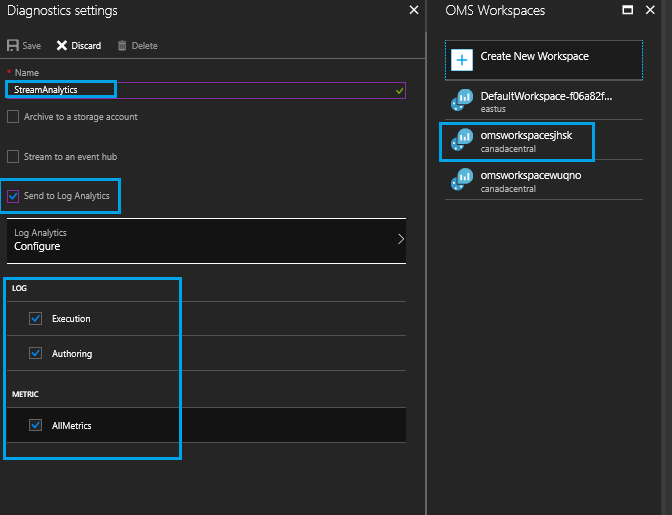 Diagnostics settings
Save Discard Delete
* Name
StreamAnalytics
Archive to a storage account
Stream to an event hub
Send to Log Analytics
Log Analytics
Configure
LOG
Execution
Authoring
METRIC
AllMetrics
OMS Workspaces
Create New Workspace
DefaultWorkspace-f06a82f...
eastus
omsworkspacesjhsk
canadacentral
omsworkspacewuqno
canadacentral